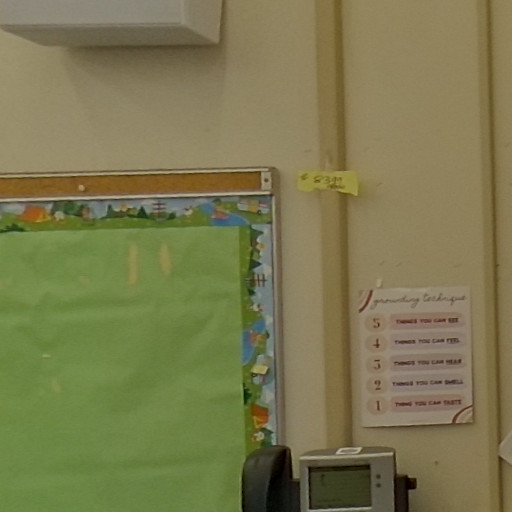 grounding technique
5 THINGS YOU CAN SEE
4 THINGS YOU CAN FEEL
3 THINGS YOU CAN HEAR
2 THINGS YOU CAN SMELL
1 THING YOU CAN TASTE